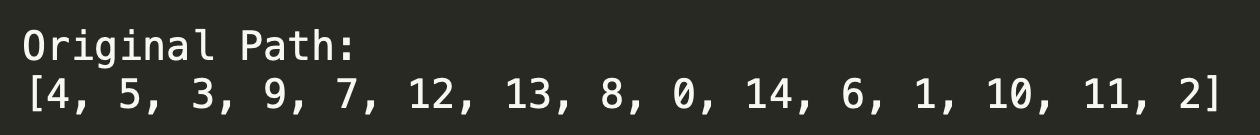 Original Path:
[4, 5, 3, 9, 7, 12, 13, 8, 0, 14, 6, 1, 10, 11, 2]